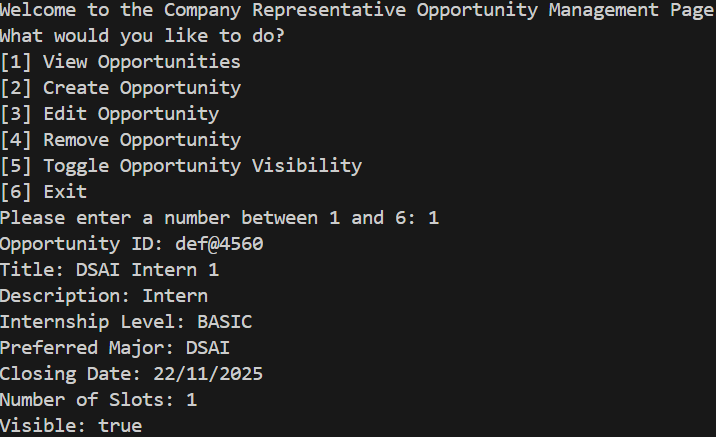 Welcome to the Company Representative Opportunity Management Page
What would you like to do?
[1] View Opportunities
[2] Create Opportunity
[3] Edit Opportunity
[4] Remove Opportunity
[5] Toggle Opportunity Visibility
[6] Exit
Please enter a number between 1 and 6: 1
Opportunity ID: def@4560
Title: DSAI Intern 1
Description: Intern
Internship Level: BASIC
Preferred Major: DSAI
Closing Date: 22/11/2025
Number of Slots: 1
Visible: true